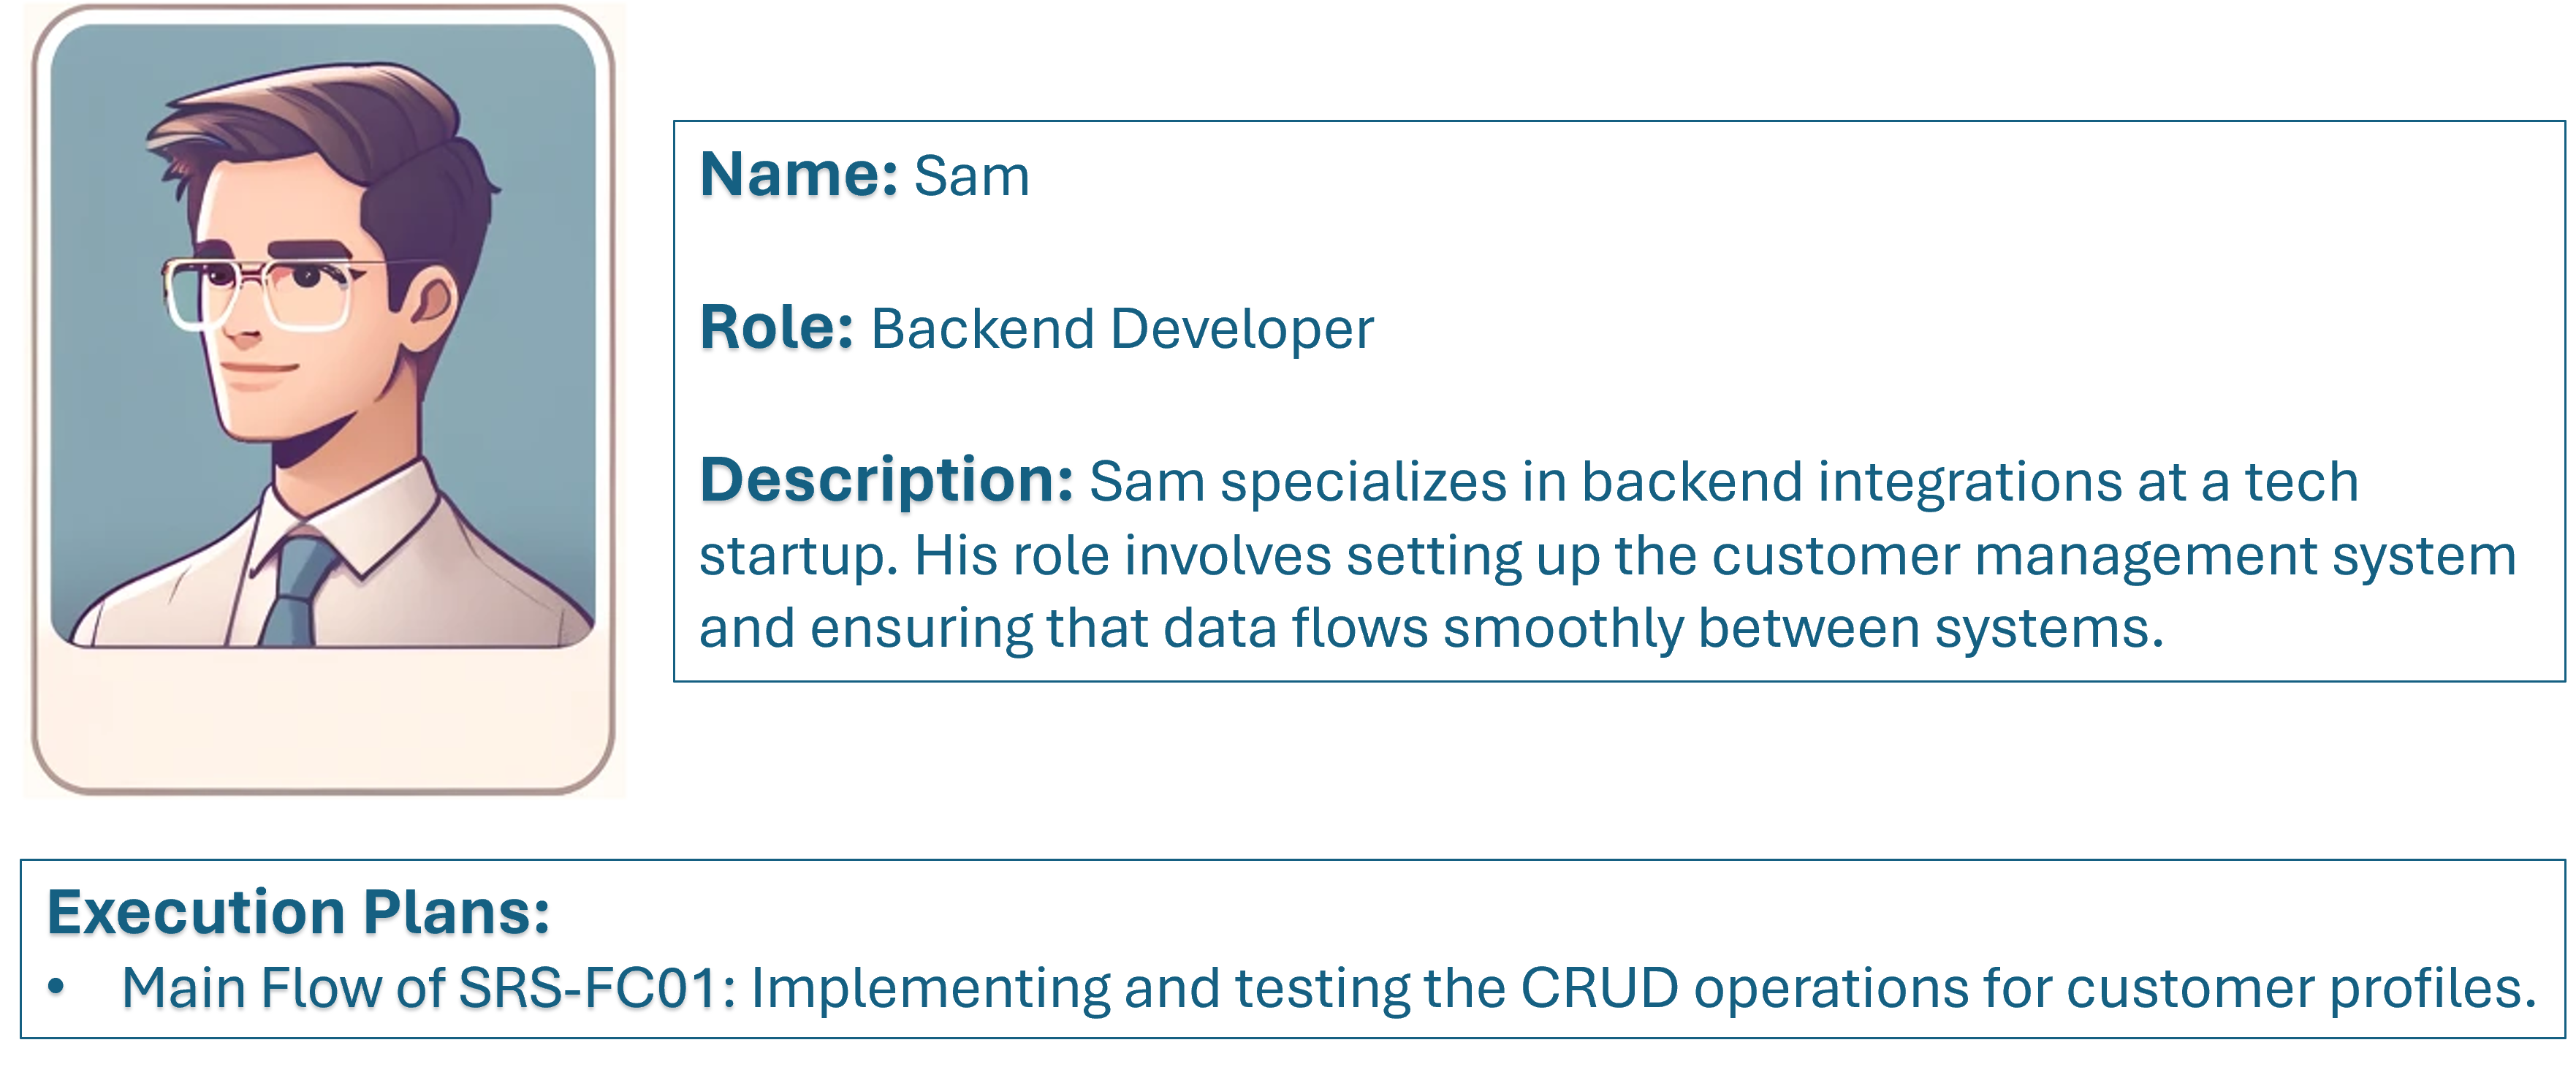 Name: Sam
Role: Backend Developer
Description: Sam specializes in backend integrations at a tech
startup. His role involves setting up the customer management system
and ensuring that data flows smoothly between systems.
Execution Plans:
• Main Flow of SRS-FC01: Implementing and testing the CRUD operations for customer profiles.